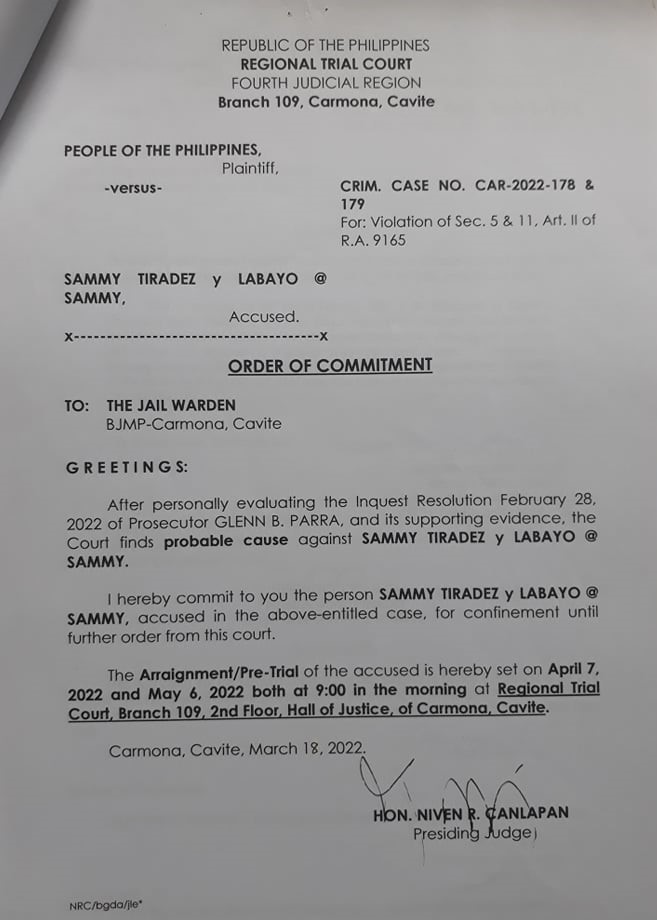 REPUBLIC OF THE PHILIPPINES
REGIONAL TRIAL COURT
FOURTH JUDICIAL REGION
Branch 109, Carmona, Cavite
PEOPLE OF THE PHILIPPINES,
Plaintiff,
-versus-
CRIM. CASE NO. CAR-2022-178 &
179
For: Violation of Sec. 5 & 11, Art. II of
R.A. 9165
SAMMY TIRADEZ y LABAYO @
SAMMY,
Accused.
x-------------------------------------x
ORDER OF COMMITMENT
TO: THE JAIL WARDEN
BJMP-Carmona, Cavite
G R E E T I N G S:
After personally evaluating the Inquest Resolution February 28,
2022 of Prosecutor GLENN B. PARRA, and its supporting evidence, the
Court finds probable cause against SAMMY TIRADEZ y LABAYO @
SAMMY.
I hereby commit to you the person SAMMY TIRADEZ y LABAYO @
SAMMY, accused in the above-entitled case, for confinement until
further order from this court.
The Arraignment/Pre-Trial of the accused is hereby set on April 7,
2022 and May 6, 2022 both at 9:00 in the morning at Regional Trial
Court, Branch 109, 2nd Floor, Hall of Justice, of Carmona, Cavite.
Carmona, Cavite, March 18, 2022.
HON. NIVEN R. CANLAPAN
Presiding Judge
NRC/bgda/jle*